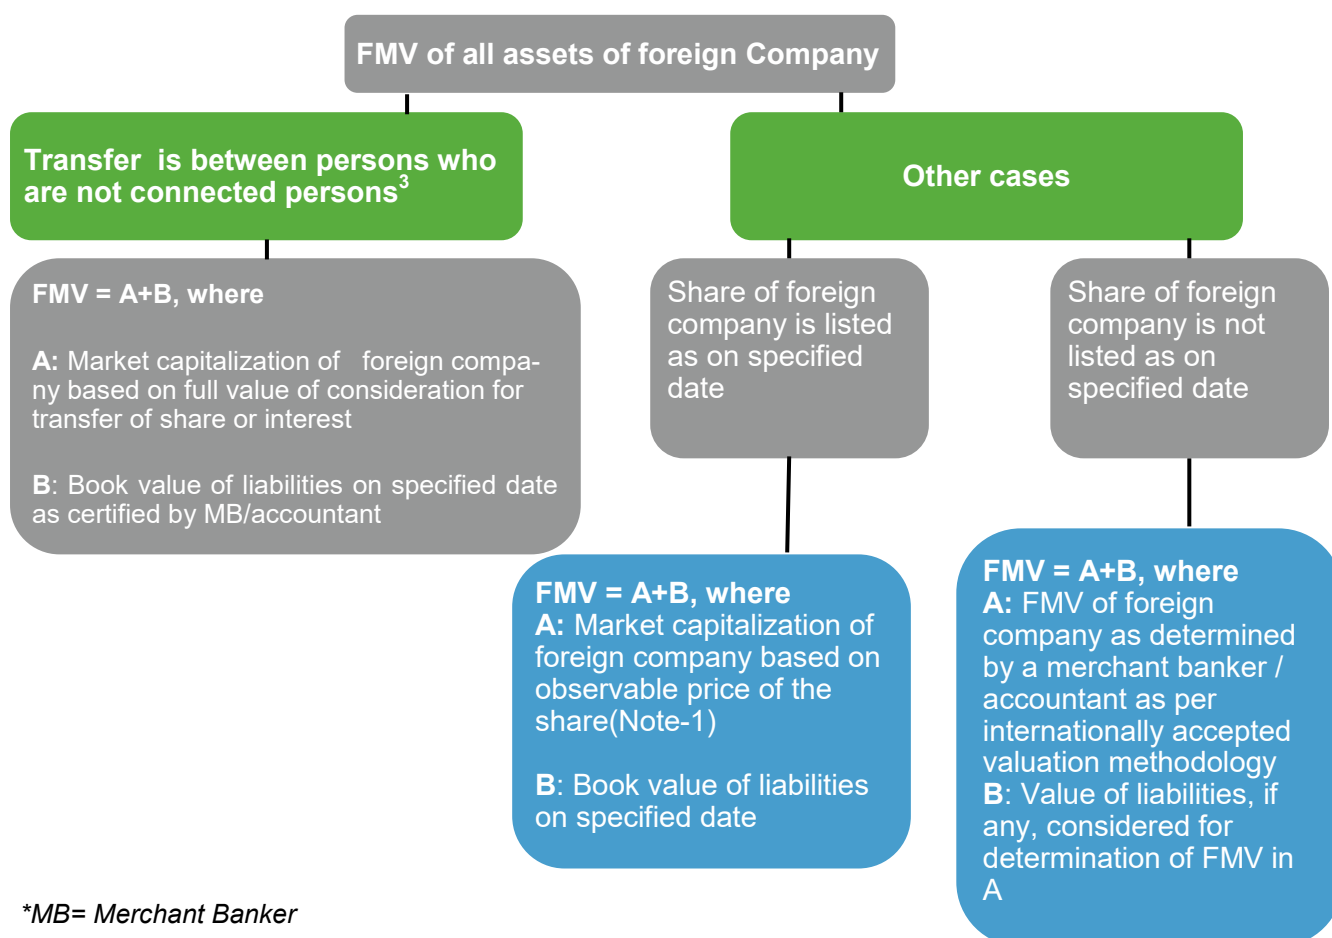 FMV of all assets of foreign Company
Transfer  is between persons who
are not connected persons3
Other cases
FMV = A+B, where
A: Market capitalization of   foreign compa-
ny based on full value of consideration for
transfer of share or interest
B: Book value of liabilities on specified date
as certified by MB/accountant
Share of foreign
company is listed
as on specified
date
Share of foreign
company is not
listed as on
specified date
FMV = A+B, where
A: Market capitalization of
foreign company based on
observable price of the
share(Note-1)
B: Book value of liabilities
on specified date
FMV = A+B, where
A: FMV of foreign
company as determined
by a merchant banker /
accountant as per
internationally accepted
valuation methodology
B: Value of liabilities, if
any, considered for
determination of FMV in
A
*MB= Merchant Banker